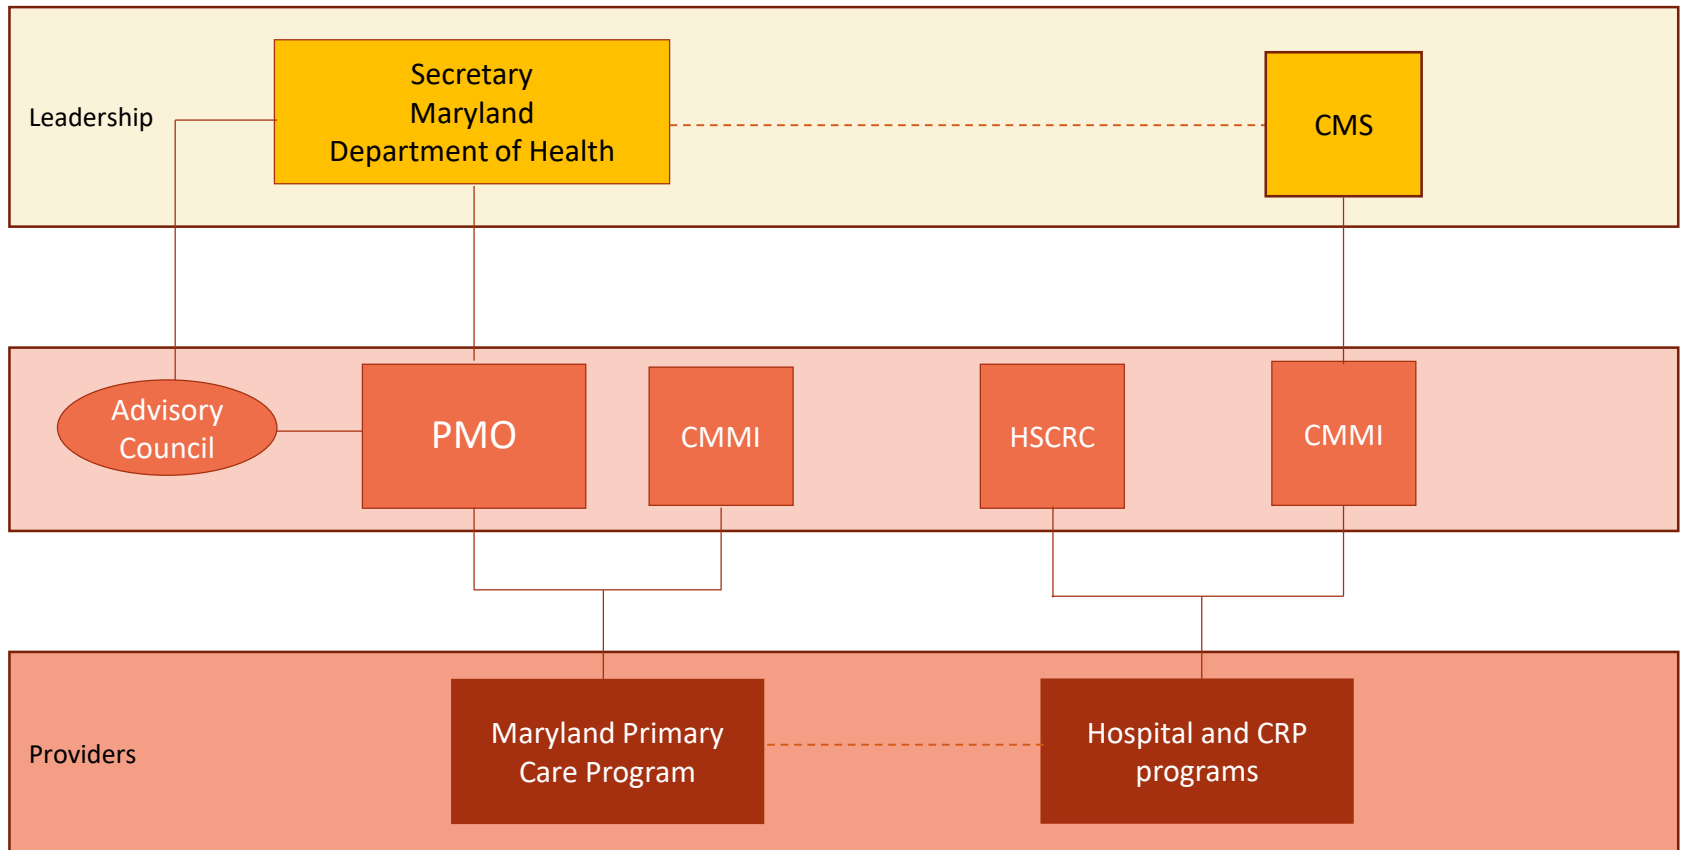 Leadership
Secretary
Maryland
Department of Health
CMS
Advisory
Council
PMO
CMMI
HSCRC
CMMI
Providers
Maryland Primary
Care Program
Hospital and CRP
programs